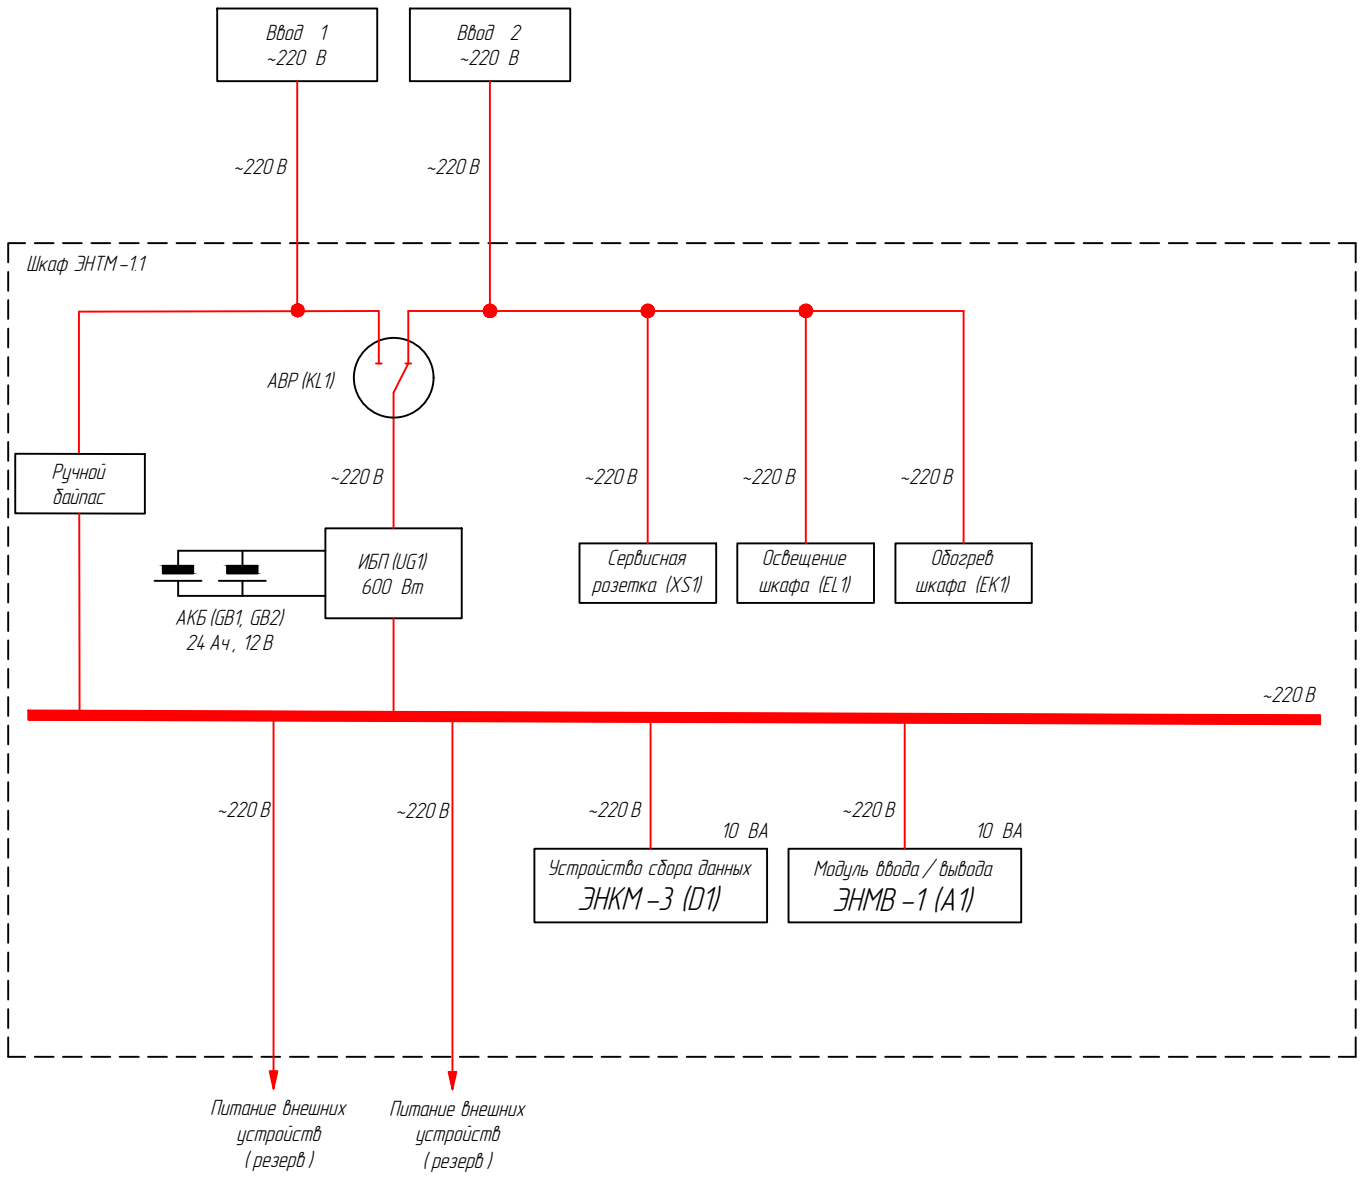 Ввод 1
~220 В
Ввод 2
~220 В
~220 В
~220 В
Шкаф ЭНТМ-1.1
АВР (KL1)
Ручной
байпас
~220 В
~220 В
~220 В
~220 В
ИБП (UG1)
600 Вт
Сервисная
розетка (XS1)
Освещение
шкафа (EL1)
Обогрев
шкафа (EK1)
АКБ (GB1, GB2)
24 Ач, 12 В
~220 В
~220 В
~220 В
~220 В
~220 В
10 ВА
10 ВА
Устройство сбора данных
ЭНКМ-3 (D1)
Модуль ввода / вывода
ЭНМВ-1 (A1)
Питание внешних
устройств
(резерв)
Питание внешних
устройств
(резерв)